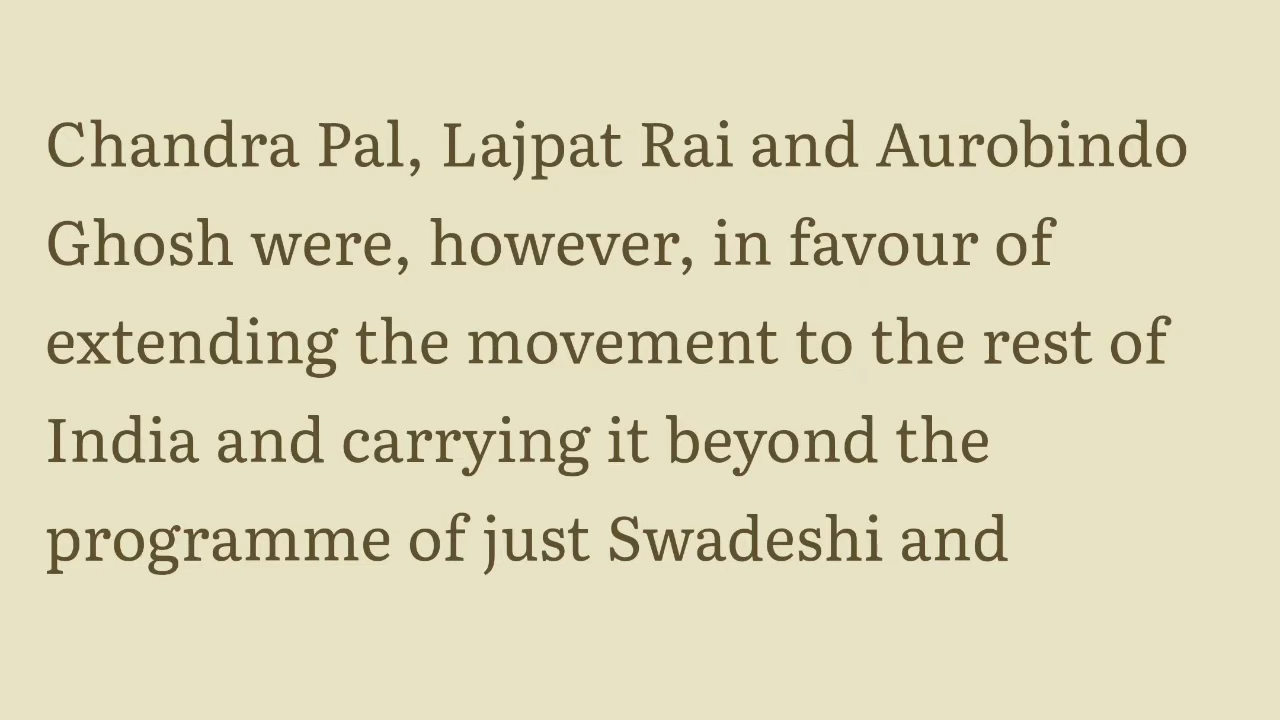 Chandra Pal, Lajpat Rai and Aurobindo
Ghosh were, however, in favour of
extending the movement to the rest of
India and carrying it beyond the
programme of just Swadeshi and